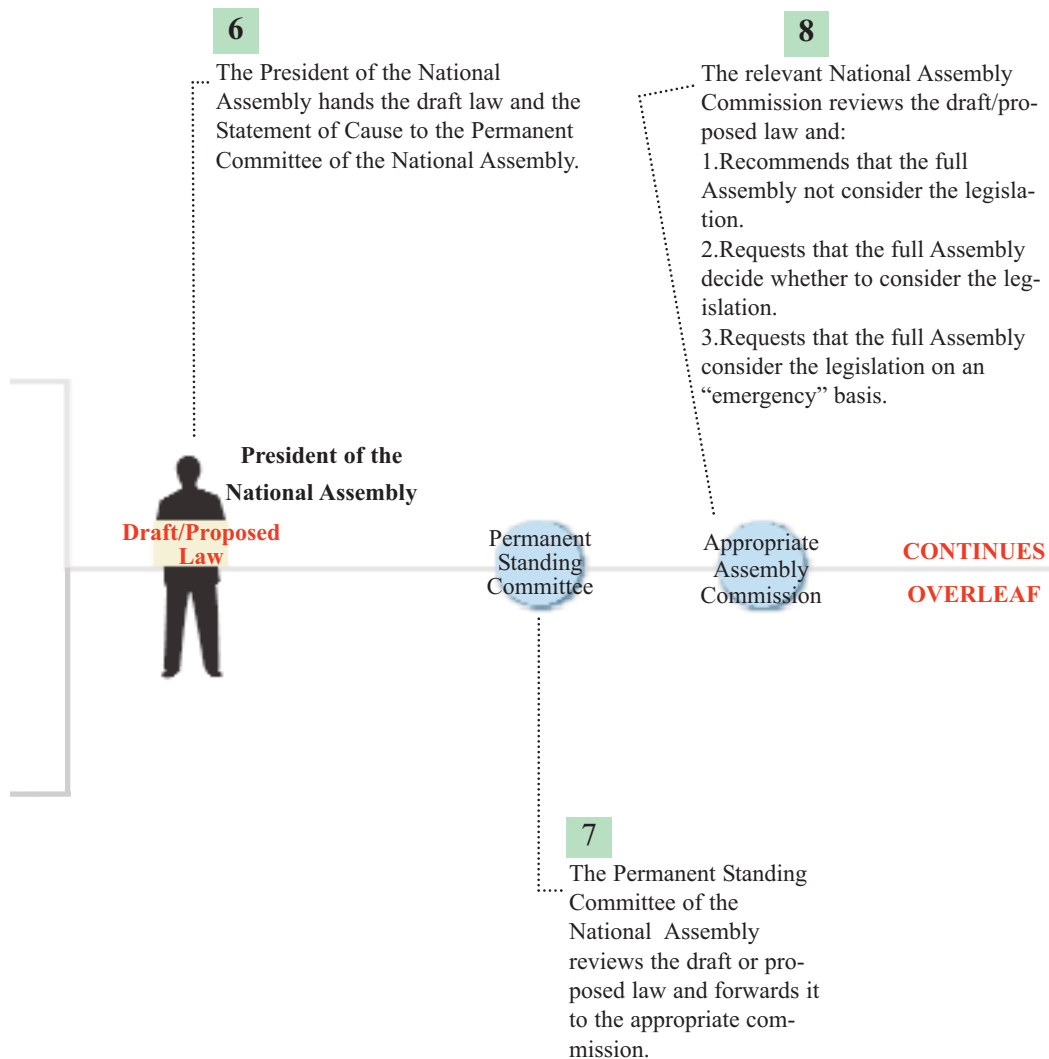 6
The President of the National
Assembly hands the draft law and the
Statement of Cause to the Permanent
Committee of the National Assembly.
8
The relevant National Assembly
Commission reviews the draft/pro-
posed law and:
1.Recommends that the full
Assembly not consider the legisla-
tion.
2.Requests that the full Assembly
decide whether to consider the leg-
islation.
3.Requests that the full Assembly
consider the legislation on an
“emergency” basis.
President of the
National Assembly
Draft/Proposed
Law
Permanent
Standing
Committee
Appropriate
Assembly
Commission
CONTINUES
OVERLEAF
7
The Permanent Standing
Committee of the
National Assembly
reviews the draft or pro-
posed law and forwards it
to the appropriate com-
mission.